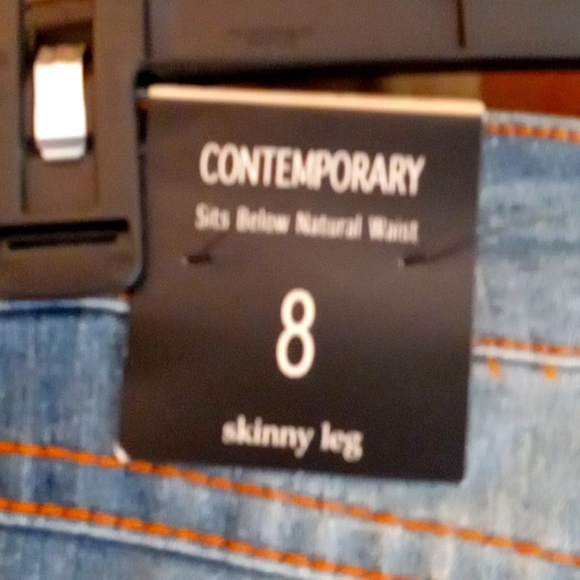 CONTEMPORARY
Sits Below Natural Waist
8
skinny leg